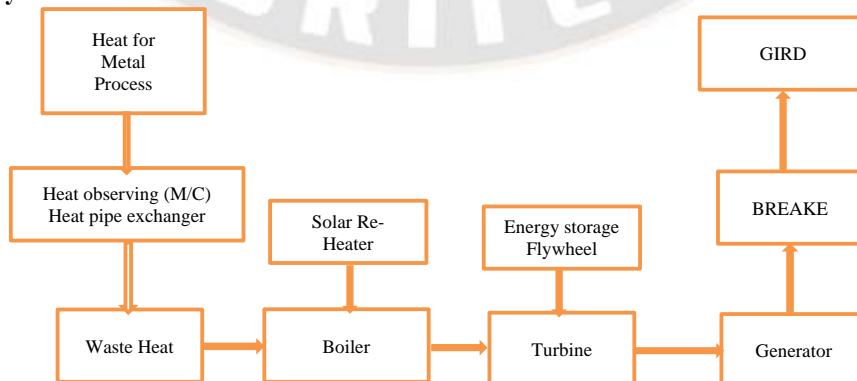 Heat for
Metal
Process
GIRD
Heat observing (M/C)
Heat pipe exchanger
Solar Re-
Heater
Energy storage
Flywheel
BREAKE
Waste Heat
Boiler
Turbine
Generator